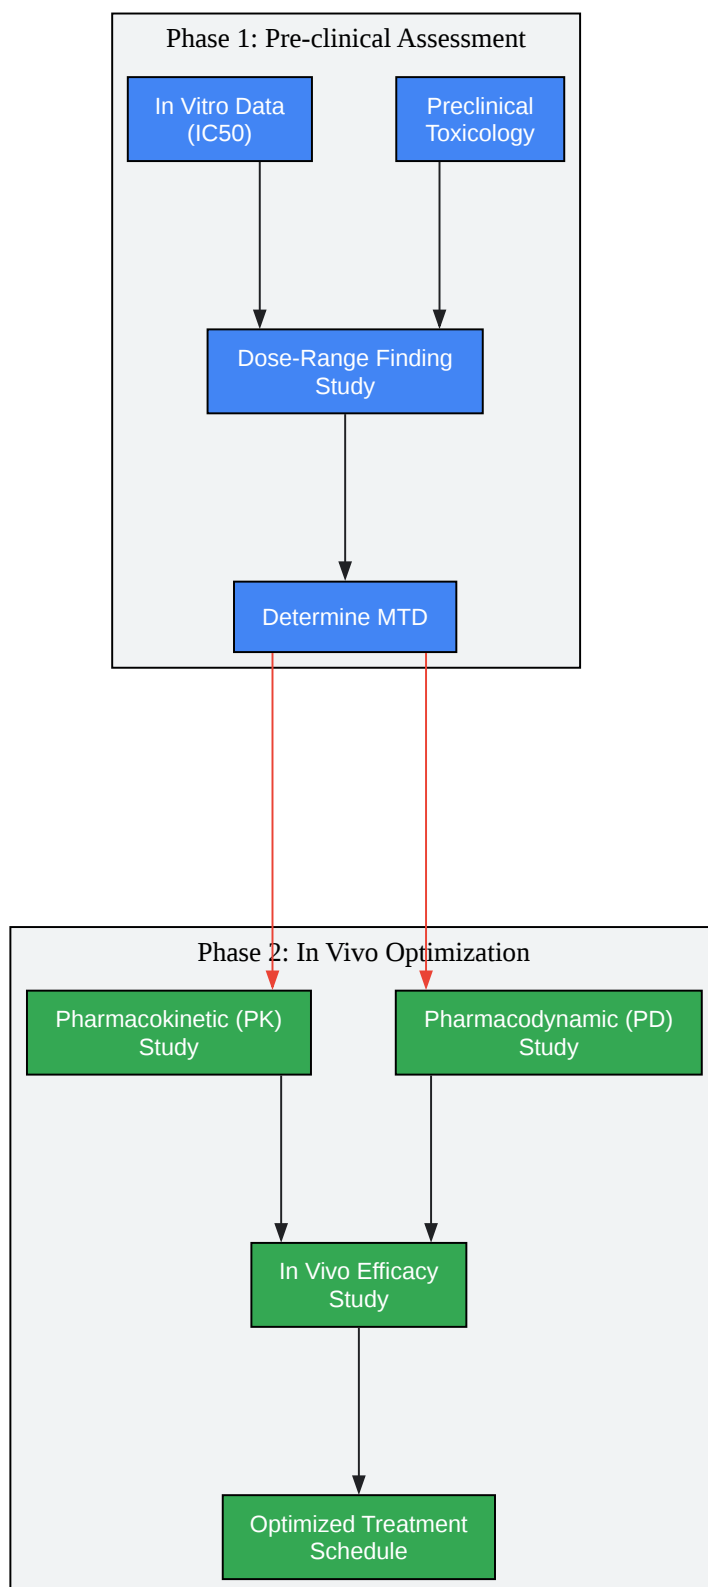 Phase 1: Pre-clinical Assessment
In Vitro Data
(IC50)
Preclinical
Toxicology
Dose-Range Finding
Study
Determine MTD
Phase 2: In Vivo Optimization
Pharmacokinetic (PK)
Study
Pharmacodynamic (PD)
Study
In Vivo Efficacy
Study
Optimized Treatment
Schedule